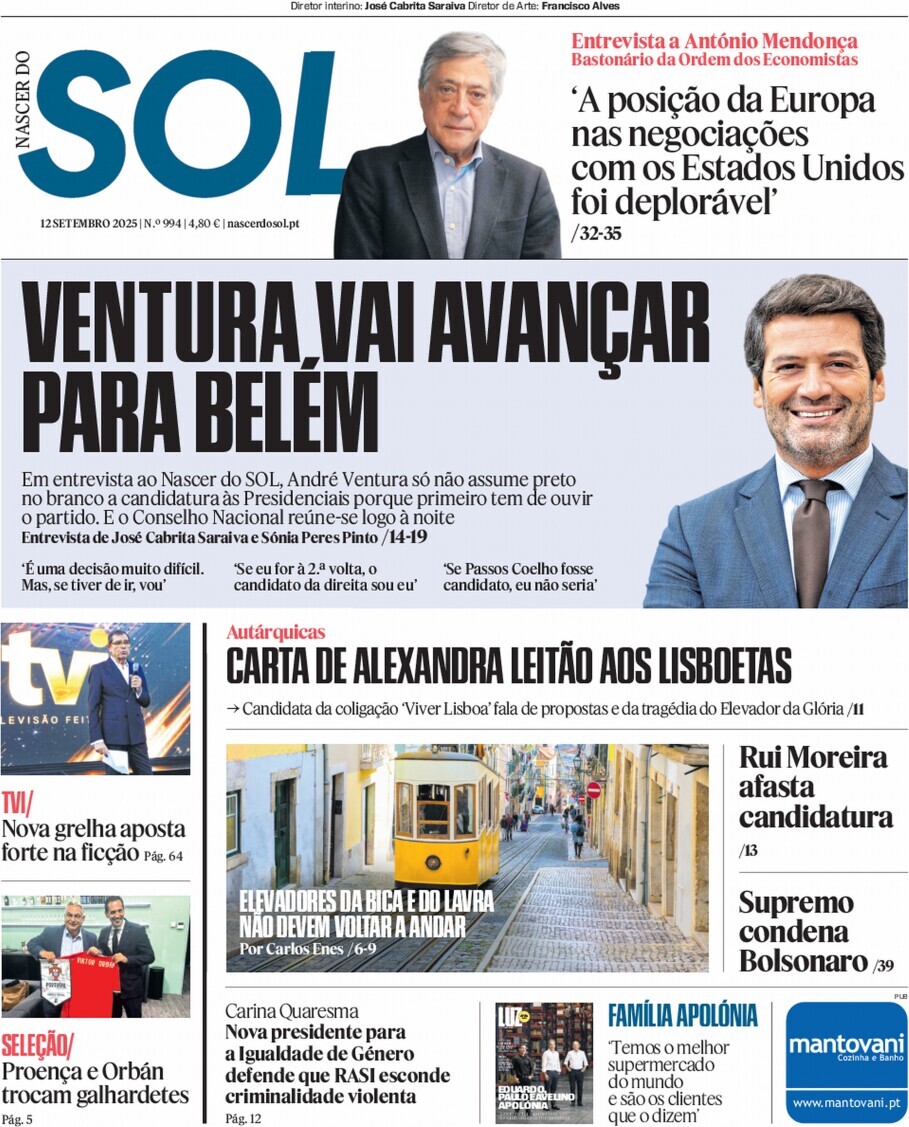 Diretor interino: José Cabrita Saraiva Diretor de Arte: Francisco Alves
NASCER DO
SOL
12 SETEMBRO 2025 | N.º 994 | 4,80 € | nascerdosol.pt
Entrevista a António Mendonça
Bastonário da Ordem dos Economistas
‘A posição da Europa
nas negociações
com os Estados Unidos
foi deplorável’
/32-35
VENTURA VAI AVANÇAR
PARA BELÉM
Em entrevista ao Nascer do SOL, André Ventura só não assume preto
no branco a candidatura às Presidenciais porque primeiro tem de ouvir
o partido. E o Conselho Nacional reúne-se logo à noite
Entrevista de José Cabrita Saraiva e Sónia Peres Pinto /14-19
‘É uma decisão muito difícil.
Mas, se tiver de ir, vou’
‘Se eu for à 2.ª volta, o
candidato da direita sou eu’
‘Se Passos Coelho fosse
candidato, eu não seria’
tvi
LEVISÃO FEIT
TVI/
Nova grelha aposta
forte na ficção Pág. 64
VIKTOR ORBÁN
SELEÇÃO/
Proença e Orbán
trocam galhardetes
Pág. 5
Autárquicas
CARTA DE ALEXANDRA LEITÃO AOS LISBOETAS
→ Candidata da coligação ‘Viver Lisboa’ fala de propostas e da tragédia do Elevador da Glória /11
ELEVADORES DA BICA E DO LAVRA
NÃO DEVEM VOLTAR A ANDAR
Por Carlos Enes /6-9
Rui Moreira
afasta
candidatura
/13
Supremo
condena
Bolsonaro /39
Carina Quaresma
Nova presidente para
a Igualdade de Género
defende que RASI esconde
criminalidade violenta
Pág. 12
LUZ
EDUARDO,
PAULO E AVELINO
APOLÓNIA
FAMÍLIA APOLÓNIA
‘Temos o melhor
supermercado
do mundo
e são os clientes
que o dizem’
PUB
mantovani
Cozinha e Banho
www.mantovani.pt